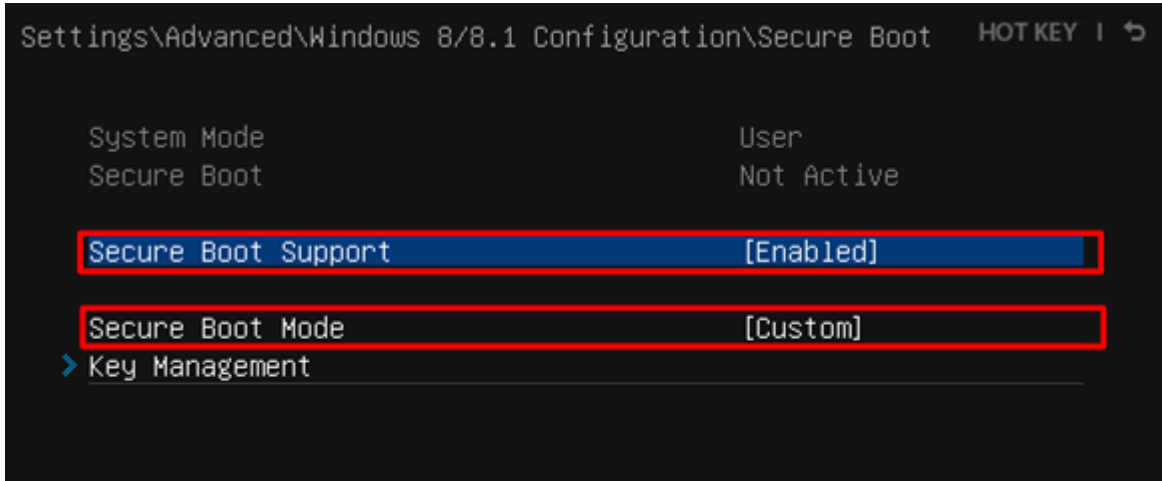 Settings\Advanced\Windows 8/8.1 Configuration\Secure Boot HOT KEY |
System Mode User
Secure Boot Not Active
Secure Boot Support [Enabled]
Secure Boot Mode [Custom]
Key Management